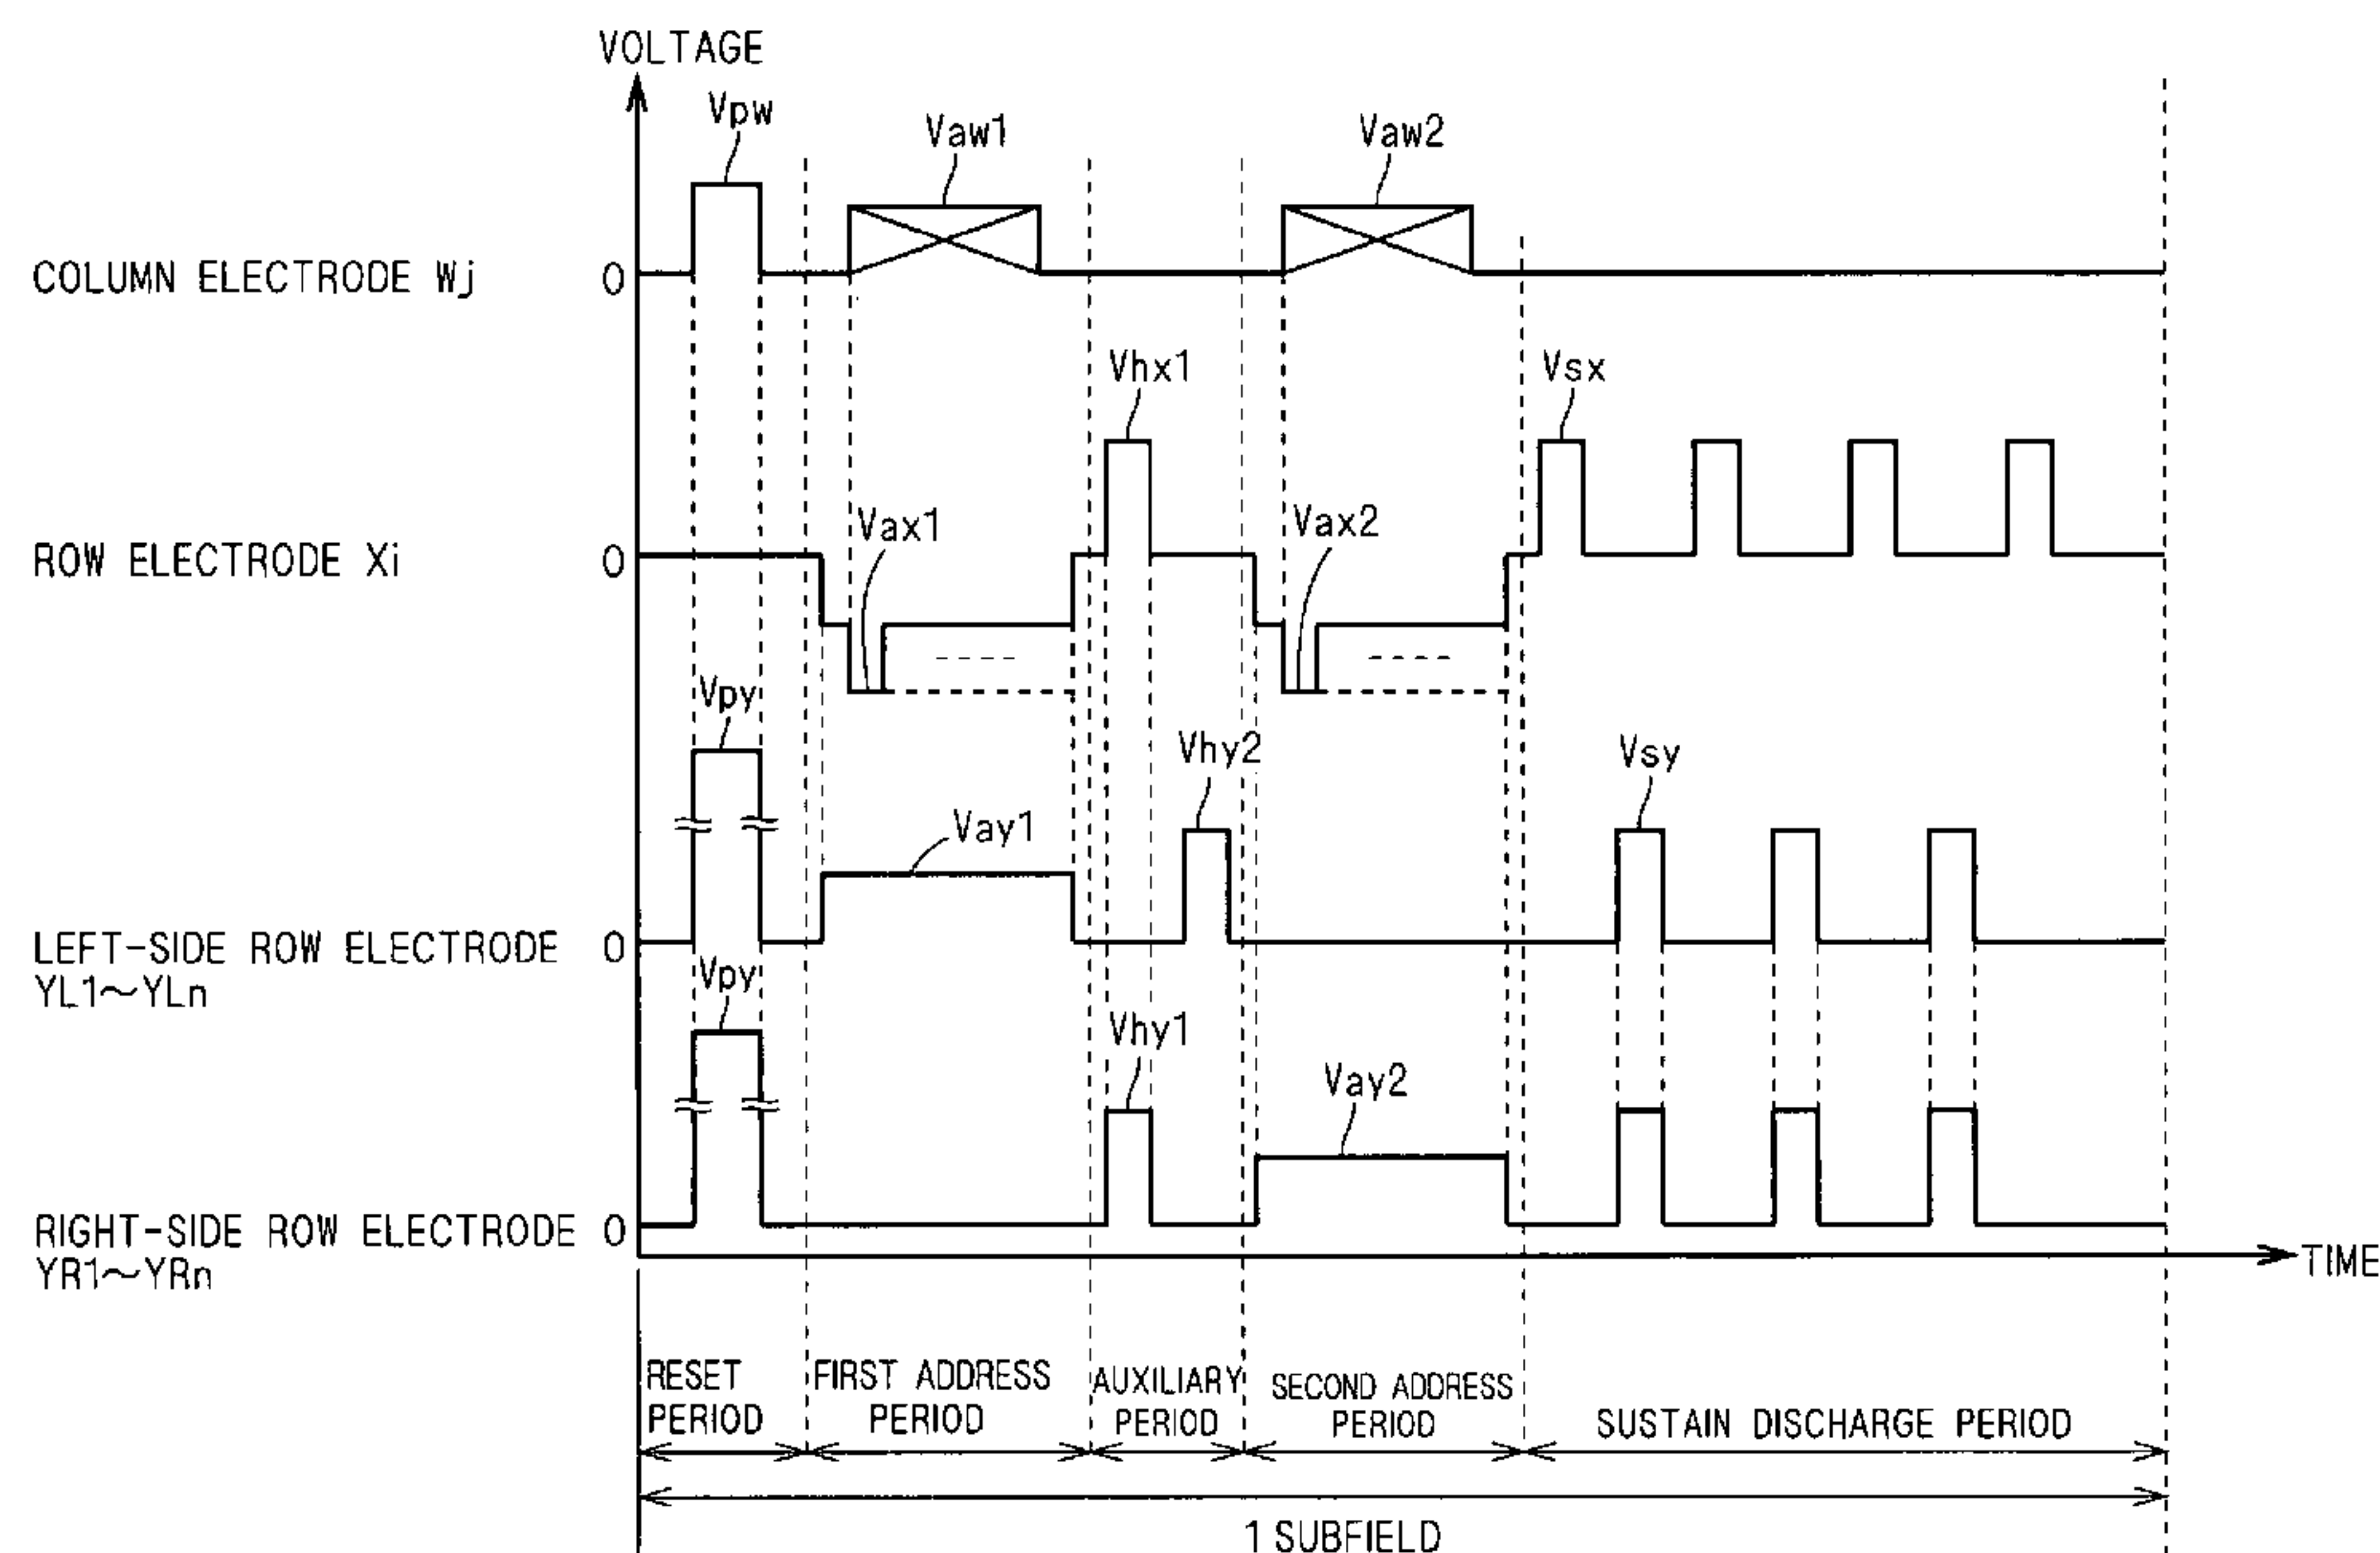 VOLTAGE
Vpw
Vaw1
Vaw2
COLUMN ELECTRODE Wj
0
Vhx1
Vsx
Vax1
Vax2
ROW ELECTRODE Xi
0
Vpy
Vhy2
Vsy
Vay1
LEFT-SIDE ROW ELECTRODE
0
YL1~YLn
Vpy
Vhy1
Vay2
RIGHT-SIDE ROW ELECTRODE
0
YR1~YRn
TIME
RESET
PERIOD
FIRST ADDRESS
PERIOD
AUXILIARY
PERIOD
SECOND ADDRESS
PERIOD
SUSTAIN DISCHARGE PERIOD
1 SUBFIELD